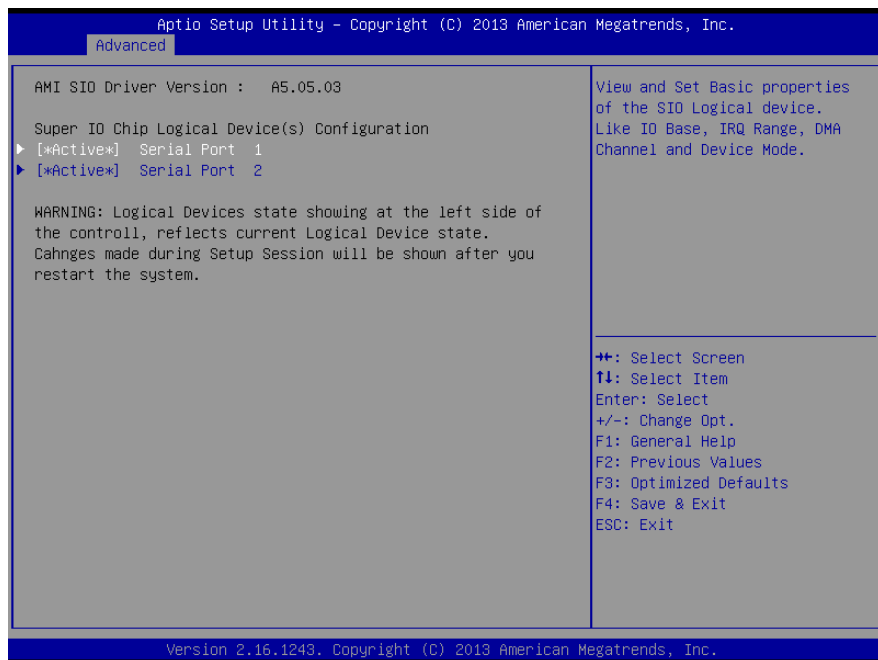 Aptio Setup Utility – Copyright (C) 2013 American Megatrends, Inc.
Advanced
AMI SIO Driver Version :   A5.05.03
Super IO Chip Logical Device(s) Configuration
[*Active*]   Serial Port  1
[*Active*]   Serial Port  2
WARNING: Logical Devices state showing at the left side of
the controll, reflects current Logical Device state.
Cahnges made during Setup Session will be shown after you
restart the system.
View and Set Basic properties
of the SIO Logical device.
Like IO Base, IRQ Range, DMA
Channel and Device Mode.
→←: Select Screen
↑↓: Select Item
Enter: Select
+/-: Change Opt.
F1: General Help
F2: Previous Values
F3: Optimized Defaults
F4: Save & Exit
ESC: Exit
Version 2.16.1243. Copyright (C) 2013 American Megatrends, Inc.